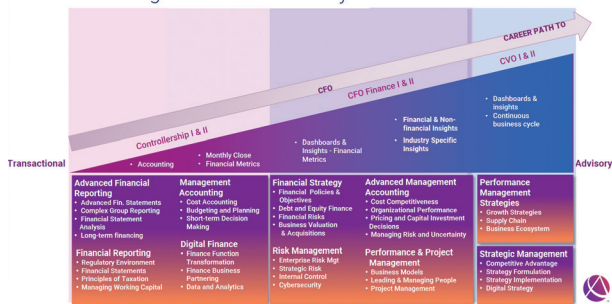 CAREER PATH TO
CVO I & II
CFO
CFO Finance I & II
Controllership I & II
• Dashboards &
insights
• Continuous
business cycle
• Financial & Non-
financial Insights
• Industry Specific
Insights
• Dashboards &
Insights - Financial
Metrics
• Monthly Close
• Financial Metrics
• Accounting
Transactional
Advisory
Advanced Financial
Reporting
• Advanced Fin. Statements
• Complex Group Reporting
• Financial Statement
Analysis
• Long-term financing
Financial Reporting
• Regulatory Environment
• Financial Statements
• Principles of Taxation
• Managing Working Capital
Management
Accounting
• Cost Accounting
• Budgeting and Planning
• Short-term Decision
Making
Digital Finance
• Finance Function
Transformation
• Finance Business
Partnering
• Data and Analytics
Financial Strategy
• Financial Policies &
Objectives
• Debt and Equity Finance
• Financial Risks
• Business Valuation
& Acquisitions
Risk Management
• Enterprise Risk Mgt
• Strategic Risk
• Internal Control
• Cybersecurity
Advanced Management
Accounting
• Cost Competitiveness
• Organizational Performance
• Pricing and Capital Investment
Decisions
• Managing Risk and Uncertainty
Performance & Project
Management
• Business Models
• Leading & Managing People
• Project Management
Performance
Management
Strategies
• Growth Strategies
• Supply Chain
• Business Ecosystem
Strategic Management
• Competitive Advantage
• Strategy Formulation
• Strategy Implementation
• Digital Strategy